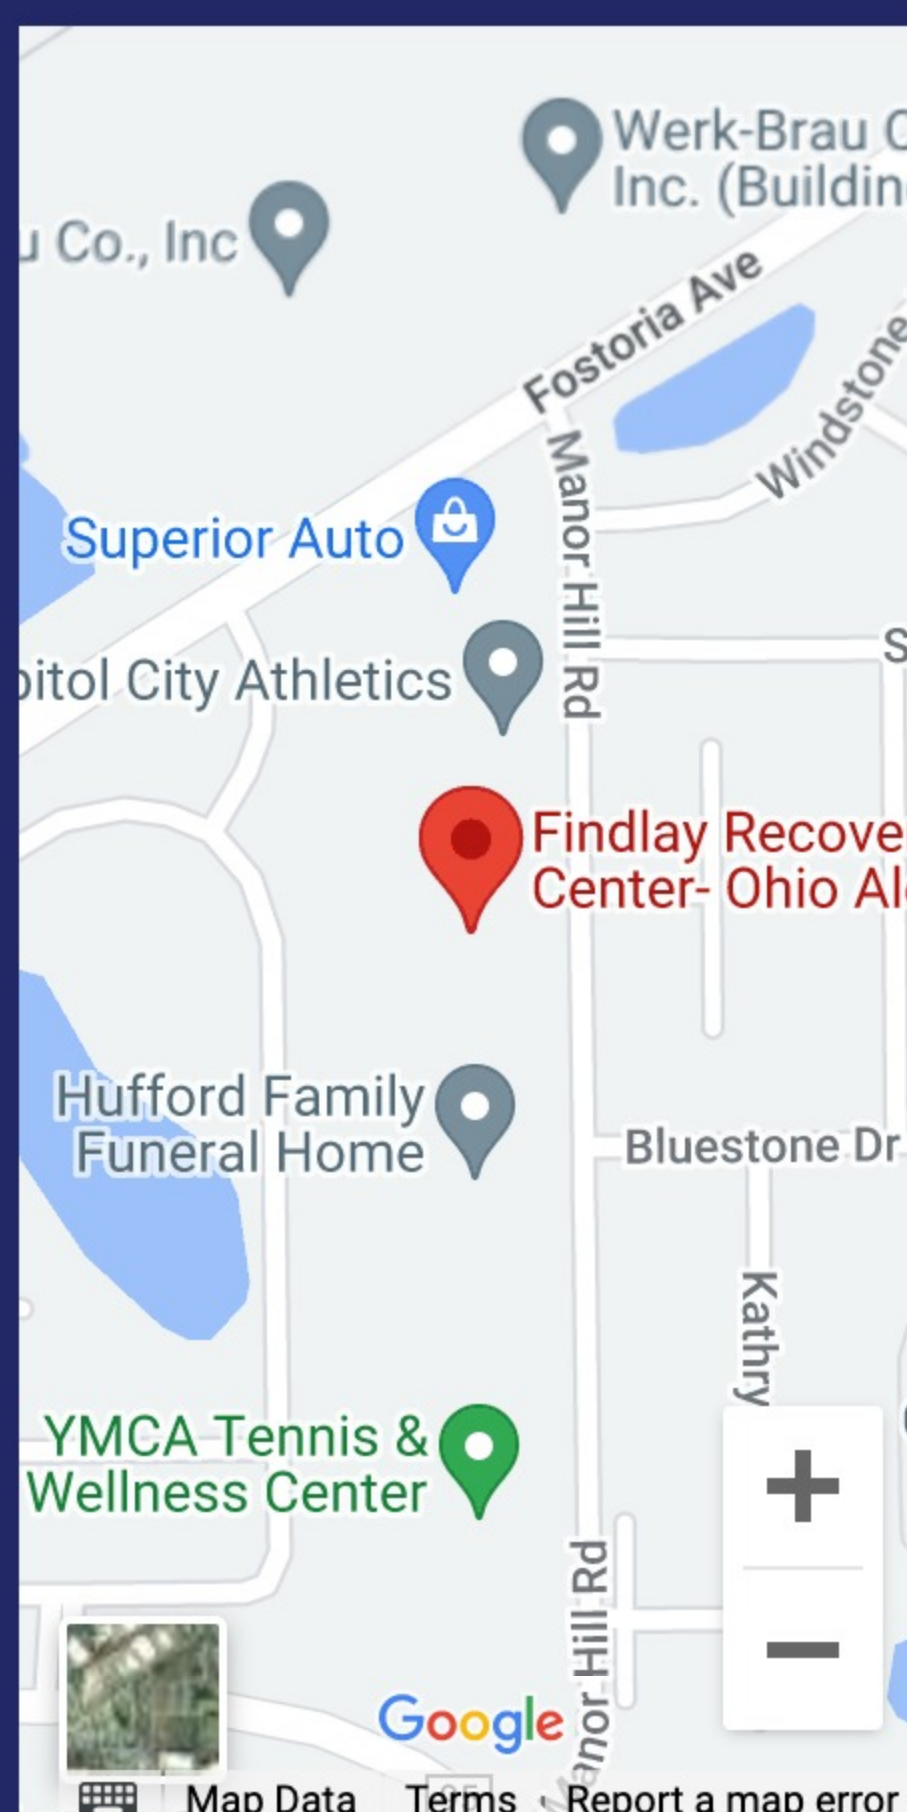 Werk-Brau C
Inc. (Buildin
u Co., Inc
Fostoria Ave
Windstone
Manor Hill Rd
Superior Auto
S
pitol City Athletics
Findlay Recove
Center- Ohio Al
Hufford Family
Funeral Home
Bluestone Dr
Kathry
YMCA Tennis &
Wellness Center
+
Manor Hill Rd
−
Google
Map Data
Terms
Report a map error